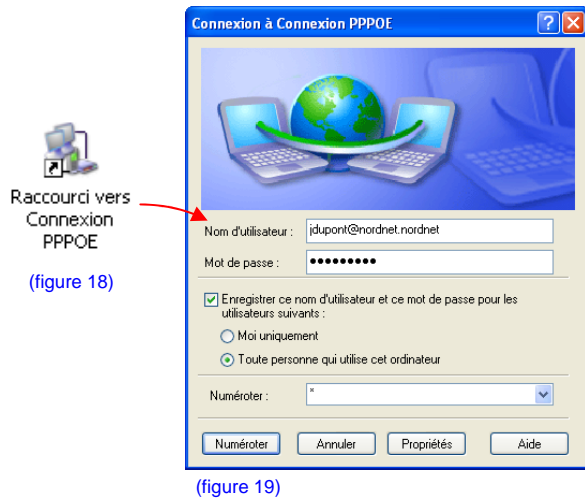 Raccourci vers
Connexion
PPPOE
(figure 18)
Connexion à Connexion PPPOE
Nom d'utilisateur :
jdupont@nordnet.nordnet
Mot de passe :
●●●●●●●●●
Enregistrer ce nom d'utilisateur et ce mot de passe pour les
utilisateurs suivants :
Moi uniquement
Toute personne qui utilise cet ordinateur
Numéroter :
*
Numéroter
Annuler
Propriétés
Aide
(figure 19)